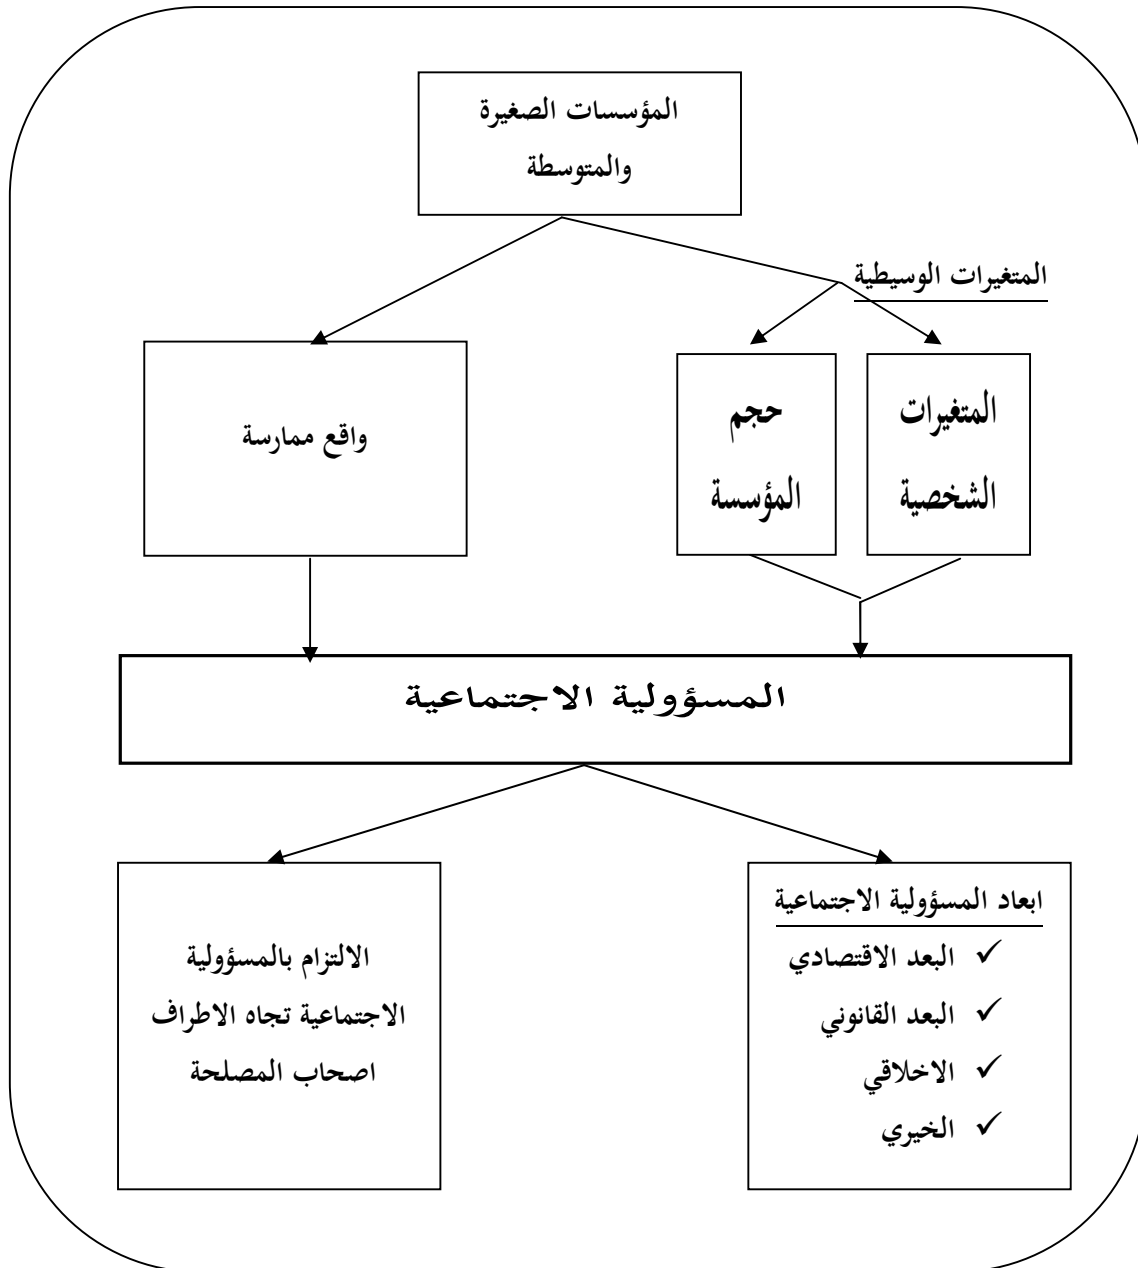 المؤسسات الصغيرة
والمتوسطة
المتغيرات الوسيطية
المتغيرات
الشخصية
حجم
المؤسسة
واقع ممارسة
المسؤولية الاجتماعية
ابعاد المسؤولية الاجتماعية
✓ البعد الاقتصادي
✓ البعد القانوني
✓ الاخلاقي
✓ الخيري
الالتزام بالمسؤولية
الاجتماعية تجاه الاطراف
اصحاب المصلحة